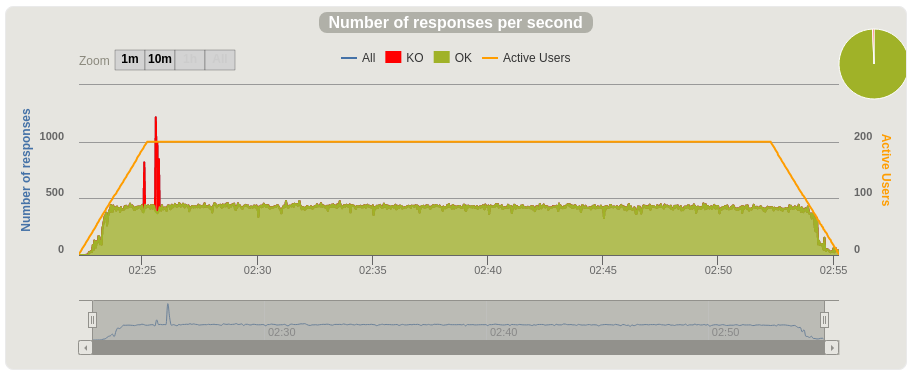 Number of responses per second
Zoom 1m 10m 1h All
All KO OK Active Users
Number of responses
1000
500
0
200
100
0
Active Users
02:25 02:30 02:35 02:40 02:45 02:50 02:55
02:30 02:40 02:50